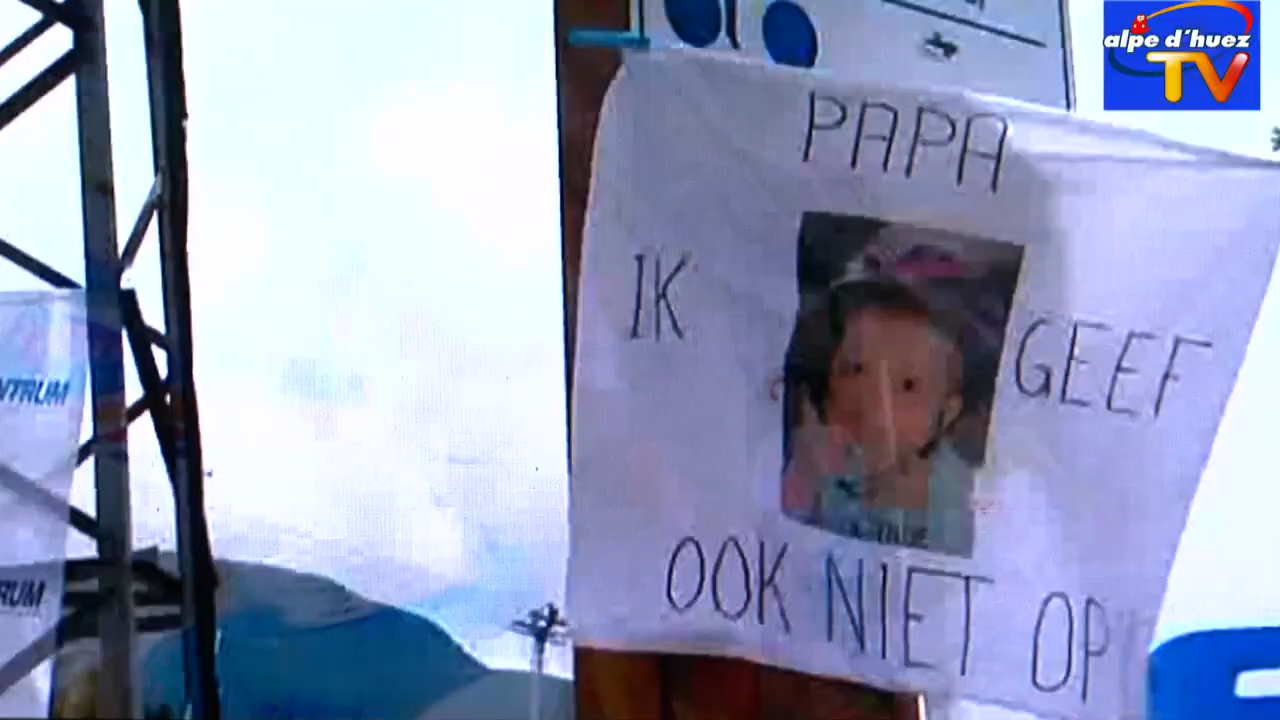 alpe d'huez
TV
PAPA
IK
GEEF
OOK NIET OP
NTRUM
RUM